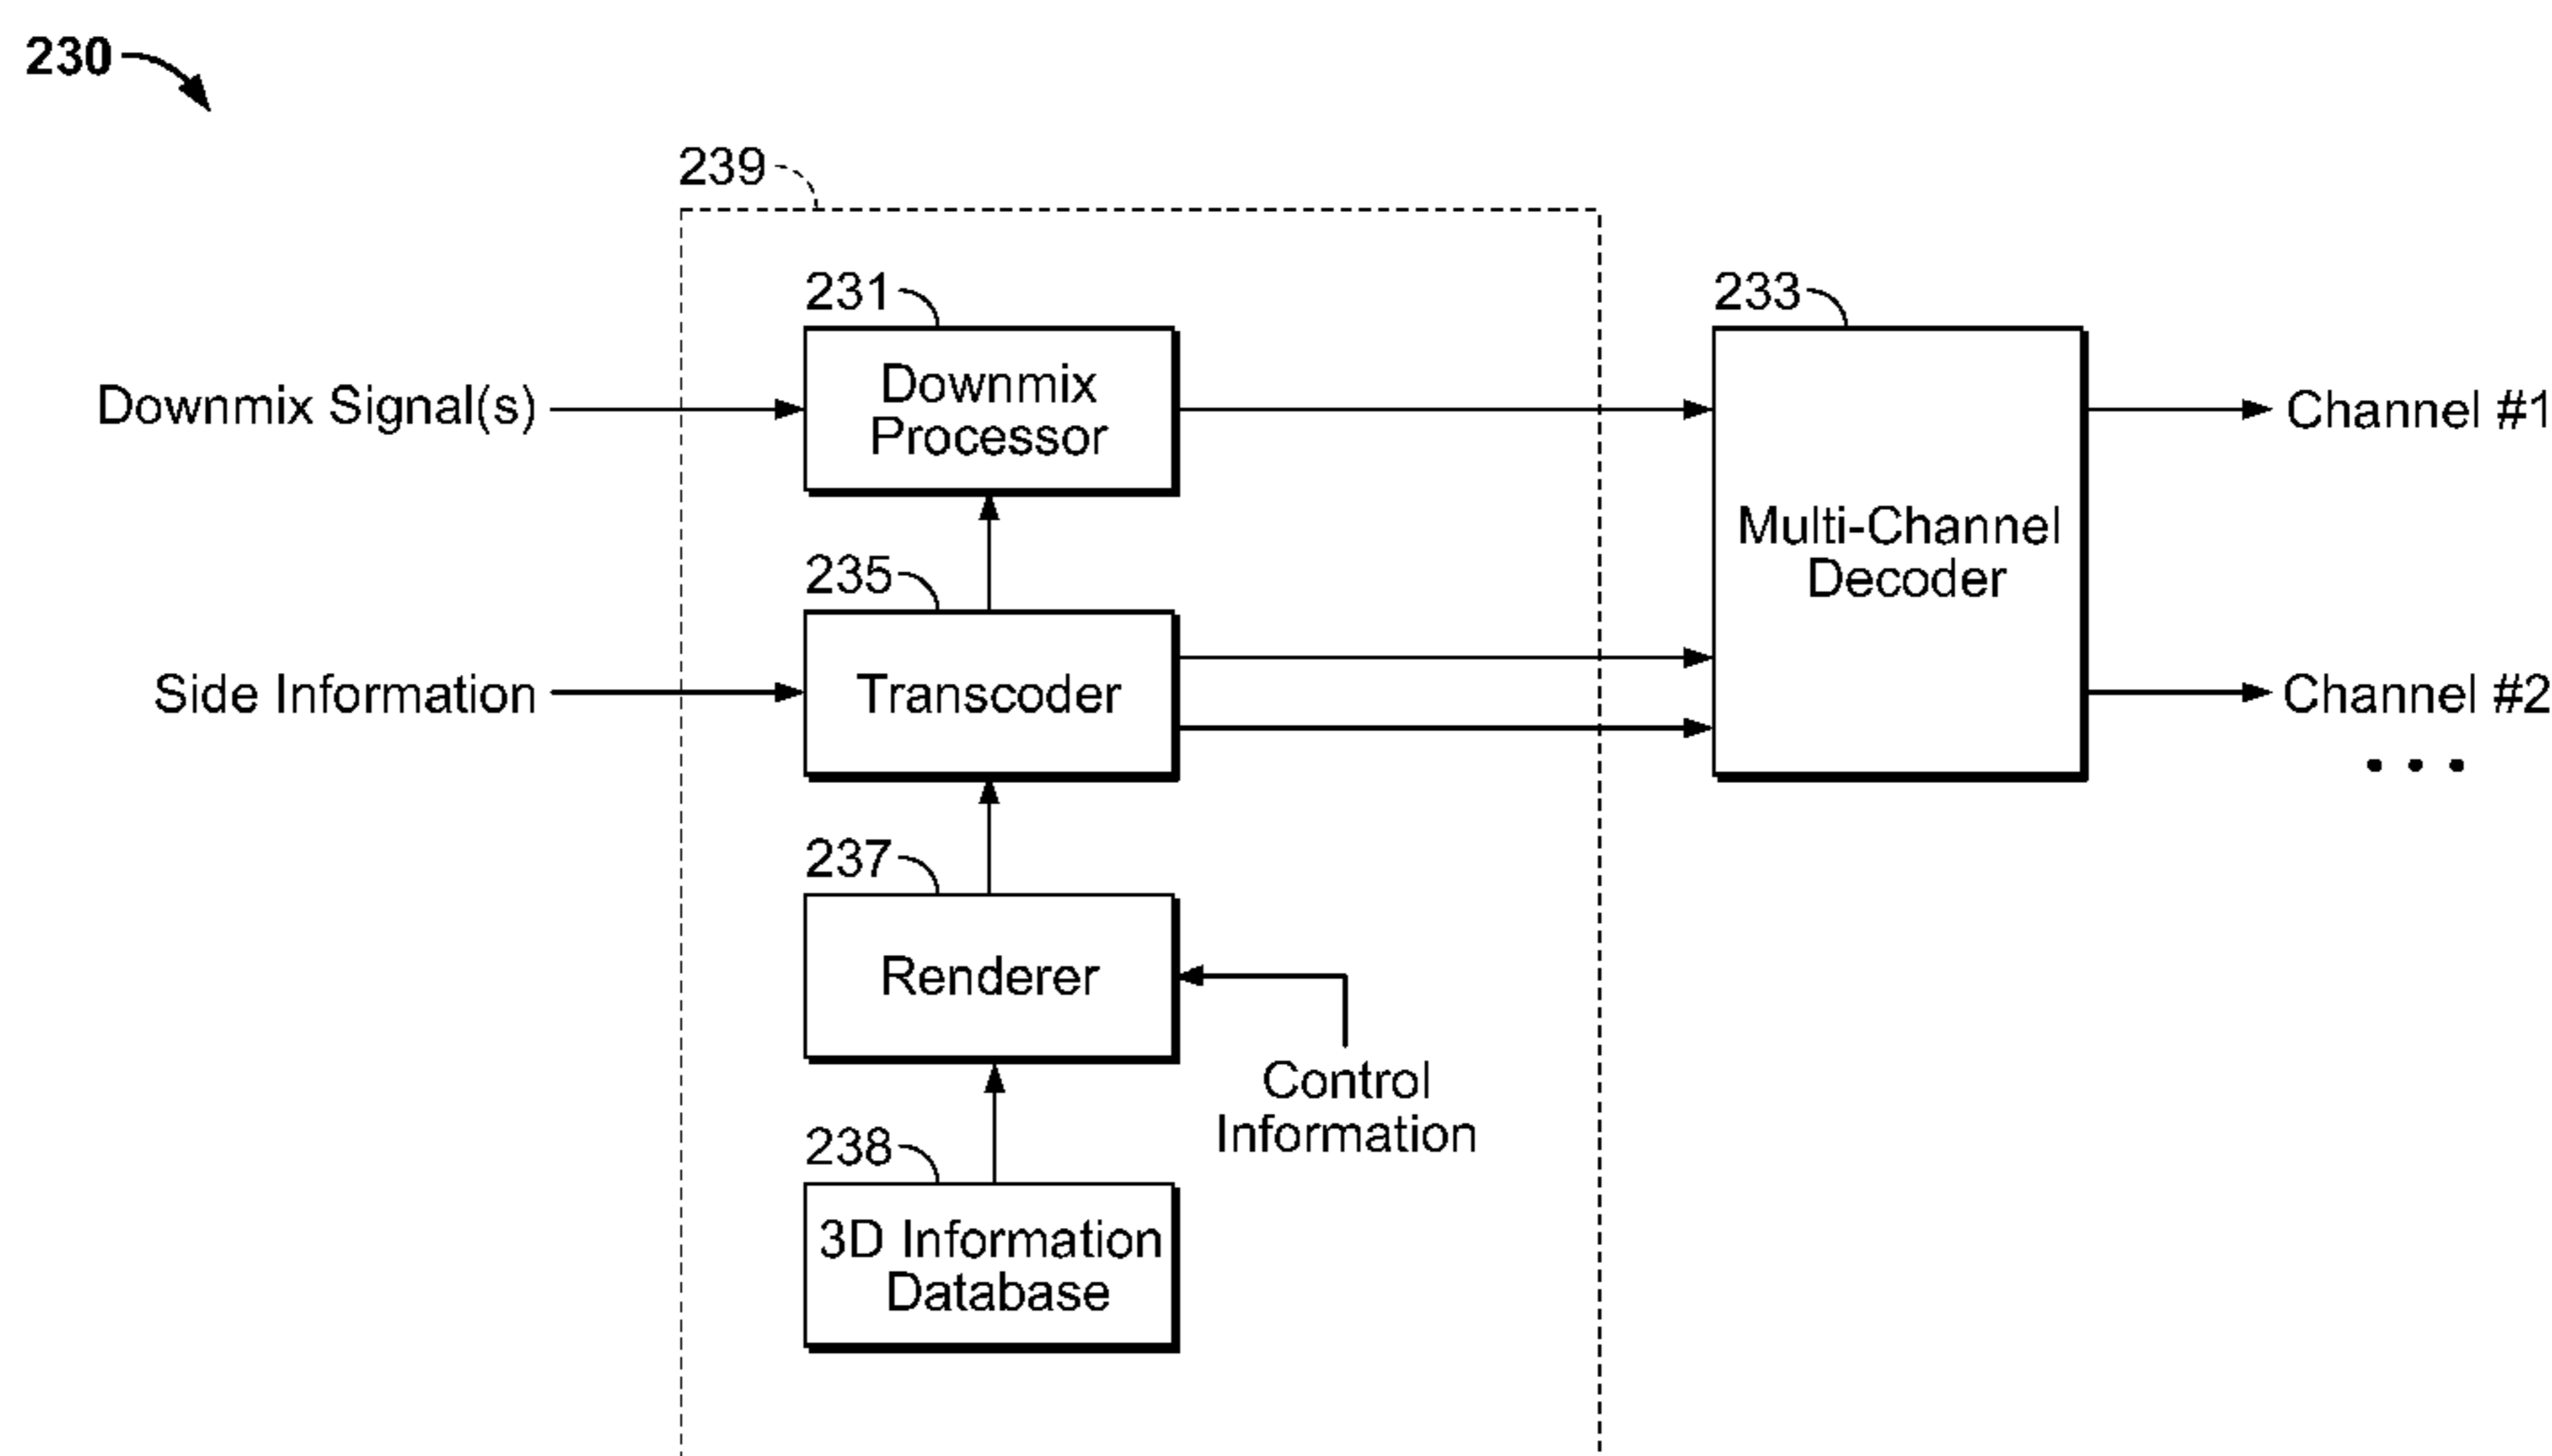 230
239
231
233
Downmix Signal(s)
Downmix
Processor
Channel #1
Multi-Channel
Decoder
235
Side Information
Transcoder
Channel #2
• • •
237
Renderer
Control
Information
238
3D Information
Database